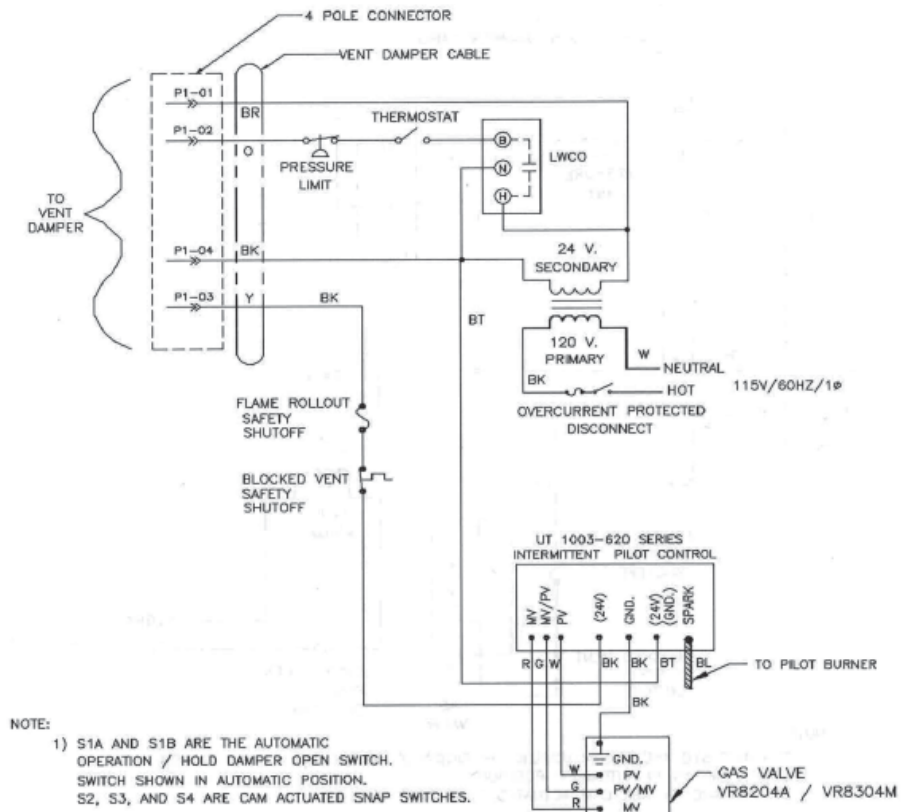 4 POLE CONNECTOR
VENT DAMPER CABLE
P1-01
BR
P1-02
O
THERMOSTAT
PRESSURE
LIMIT
B
N
H
LWCO
TO
VENT
DAMPER
P1-04
BK
24 V.
SECONDARY
P1-03
Y
BK
BT
120 V.
PRIMARY
W
NEUTRAL
BK
HOT
115V/60HZ/1ø
OVERCURRENT PROTECTED
DISCONNECT
FLAME ROLLOUT
SAFETY
SHUTOFF
BLOCKED VENT
SAFETY
SHUTOFF
UT 1003-620 SERIES
INTERMITTENT PILOT CONTROL
MV
MV/PV
PV
(24V)
GND.
(24V)
(GND.)
SPARK
R
G
W
BK
BK
BT
BL
TO PILOT BURNER
BK
NOTE:
1) S1A AND S1B ARE THE AUTOMATIC
OPERATION / HOLD DAMPER OPEN SWITCH.
SWITCH SHOWN IN AUTOMATIC POSITION.
S2, S3, AND S4 ARE CAM ACTUATED SNAP SWITCHES.
GND.
W
PV
G
PV/MV
R
MV
GAS VALVE
VR8204A / VR8304M